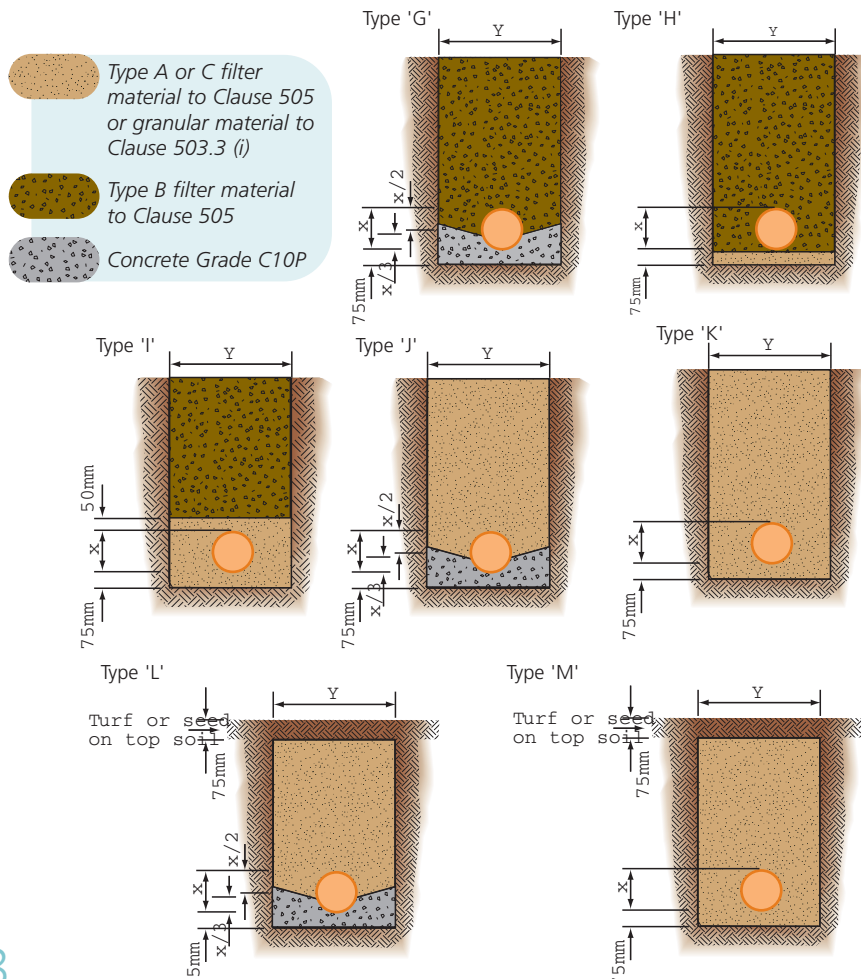 Type A or C filter
material to Clause 505
or granular material to
Clause 503.3 (i)
Type B filter material
to Clause 505
Concrete Grade C10P
Type 'G'
Y
x/2
x
x/3
75mm
Type 'H'
Y
x
75mm
Type 'I'
Y
50mm
x
75mm
Type 'J'
Y
x/2
x
x/3
75mm
Type 'K'
Y
x
75mm
Type 'L'
Y
Turf or seed
on top soil
75mm
x/2
x
x/3
5mm
Type 'M'
Y
Turf or seed
on top soil
75mm
x
75mm